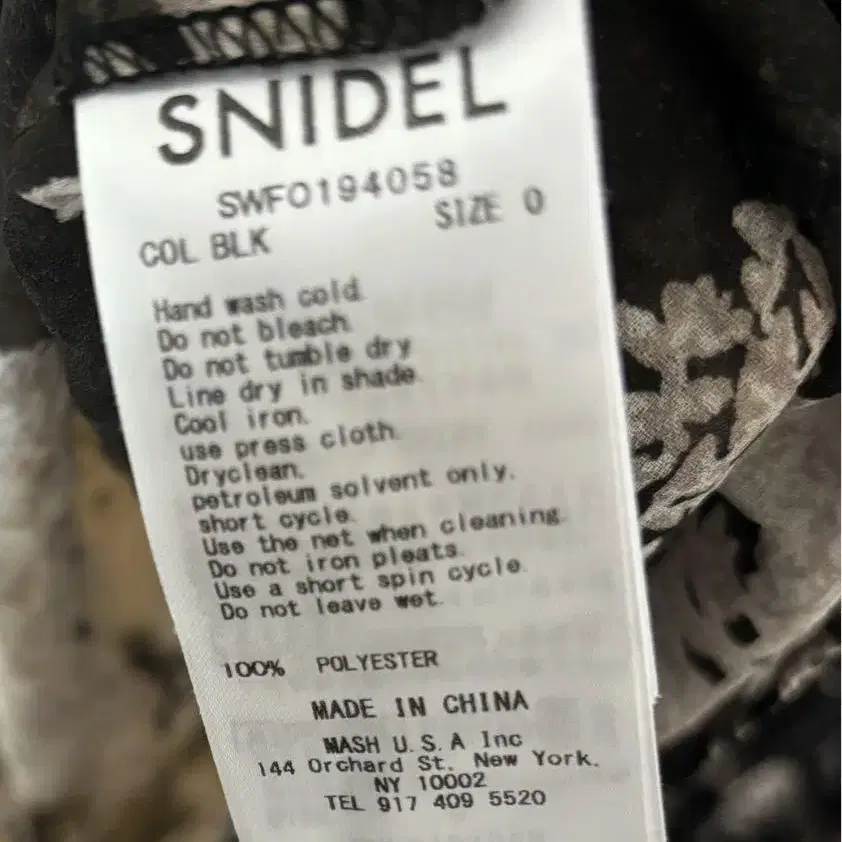 SNIDEL
SWFO194058
COL BLK SIZE 0
Hand wash cold.
Do not bleach.
Do not tumble dry
Line dry in shade.
Cool iron.
use press cloth.
Dryclean.
petroleum solvent only.
short cycle.
Use the net when cleaning.
Do not iron pleats.
Use a short spin cycle.
Do not leave wet.
100% POLYESTER
MADE IN CHINA
MASH U.S.A Inc
144 Orchard St. New York.
NY 10002
TEL 917 409 5520